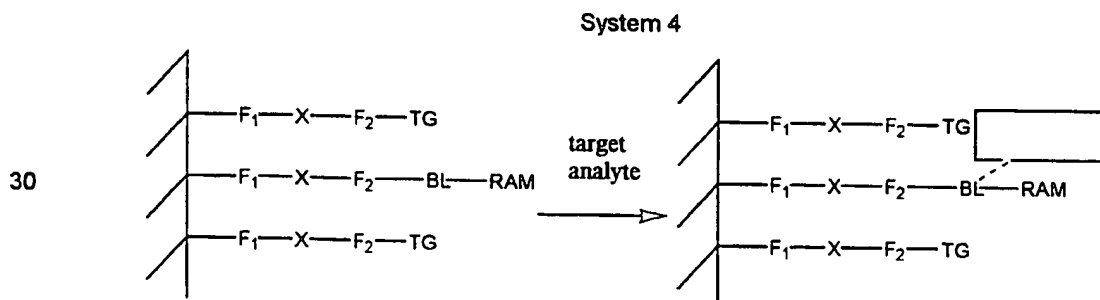 System 4
F₁ X F₂ TG
30 F₁ X F₂ BL RAM
F₁ X F₂ TG
target
analyte
F₁ X F₂ TG
F₁ X F₂ BL RAM
F₁ X F₂ TG